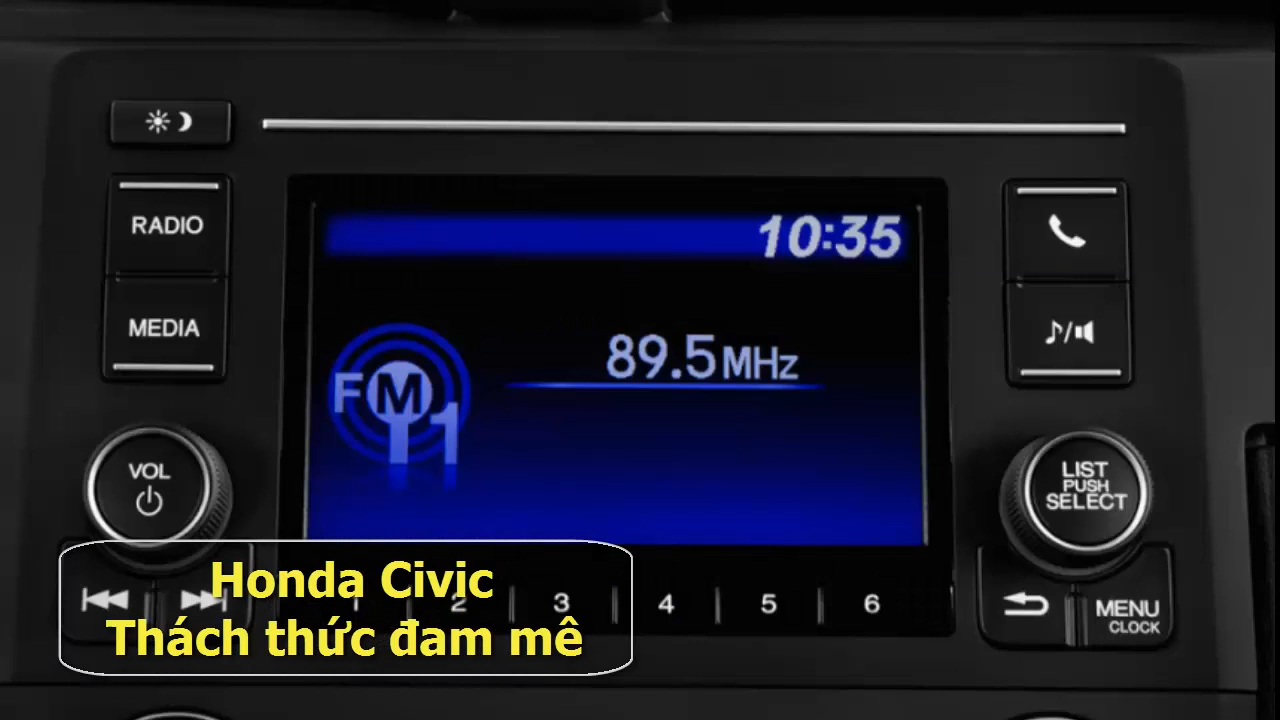 RADIO
MEDIA
VOL
10:35
FM1
89.5MHz
LIST
PUSH
SELECT
1 2 3 4 5 6
MENU
CLOCK
Honda Civic
Thách thức đam mê